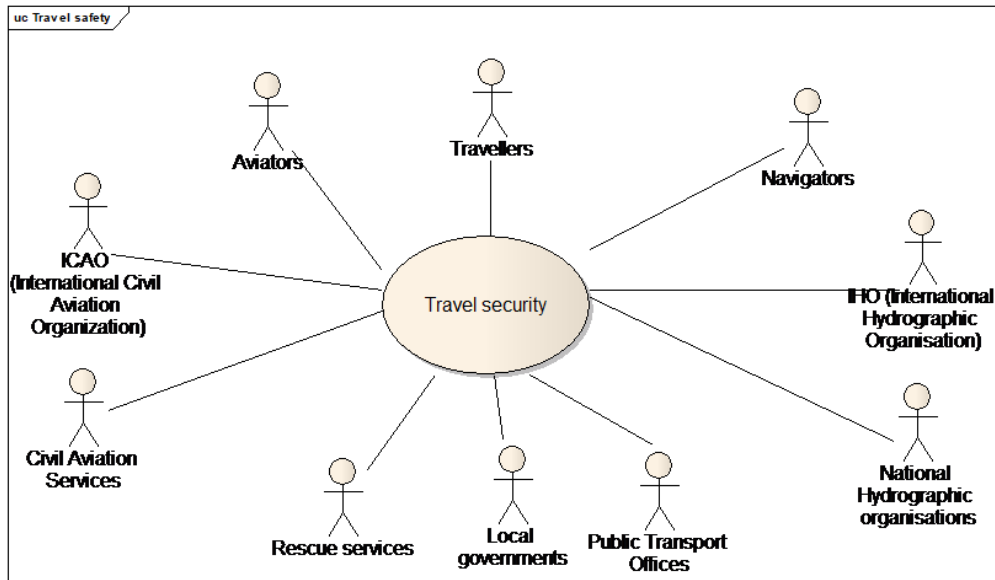 uc Travel safety
Aviators
Travellers
Navigators
ICAO
(International Civil
Aviation
Organization)
Travel security
IHO (International
Hydrographic
Organisation)
Civil Aviation
Services
Rescue services
Local
governments
Public Transport
Offices
National
Hydrographic
organisations